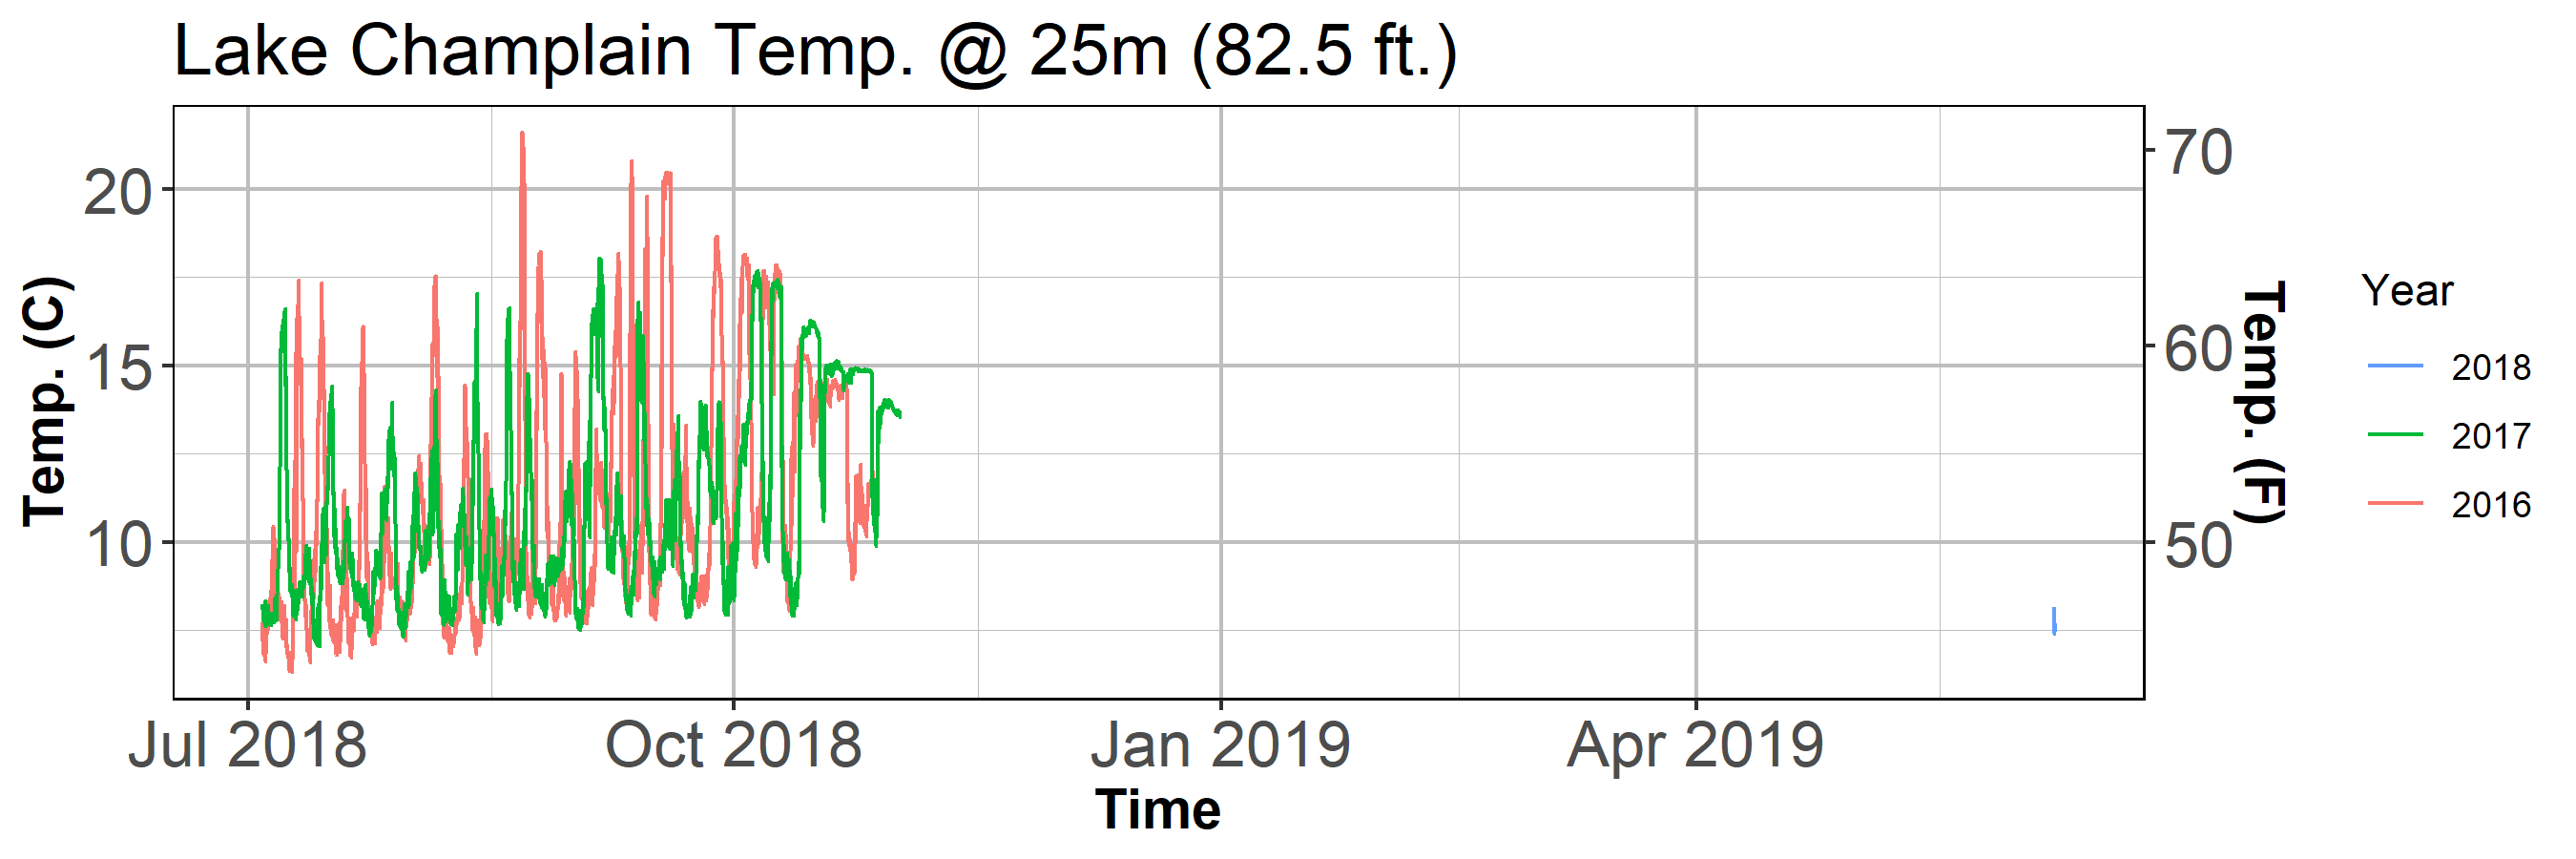 Lake Champlain Temp. @ 25m (82.5 ft.)
Temp. (C)
20
15
10
70
60
50
Temp. (F)
Jul 2018
Oct 2018
Jan 2019
Apr 2019
Time
Year
2018
2017
2016